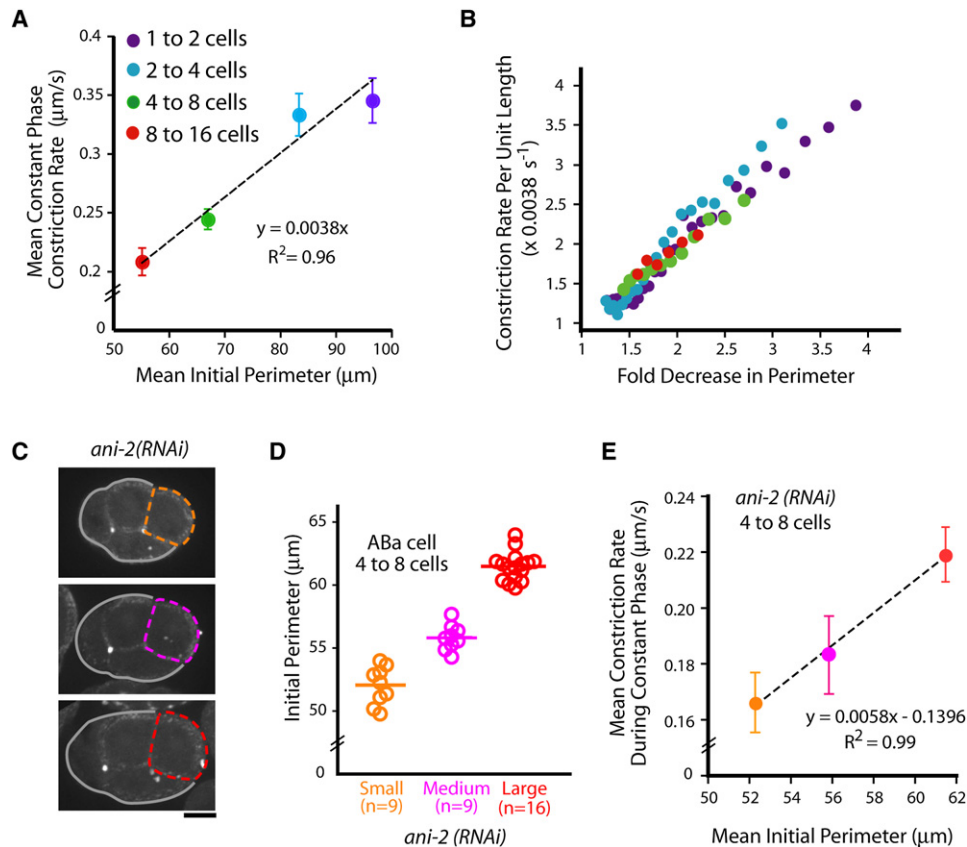 A
Mean Constant Phase
Constriction Rate (μm/s)
0.4
0.35
0.3
0.25
0.2
0
1 to 2 cells
2 to 4 cells
4 to 8 cells
8 to 16 cells
y = 0.0038x
R² = 0.96
50 60 70 80 90 100
Mean Initial Perimeter (μm)
B
Constriction Rate Per Unit Length
(x 0.0038 s⁻¹)
4
3.5
3
2.5
2
1.5
1
1 1.5 2 2.5 3 3.5 4
Fold Decrease in Perimeter
C
ani-2(RNAi)
D
Initial Perimeter (μm)
65
60
55
50
0
ABa cell
4 to 8 cells
Small Medium Large
(n=9) (n=9) (n=16)
ani-2 (RNAi)
E
Mean Constriction Rate
During Constant Phase (μm/s)
0.24
0.22
0.20
0.18
0.16
0
ani-2 (RNAi)
4 to 8 cells
y = 0.0058x - 0.1396
R² = 0.99
50 52 54 56 58 60 62
Mean Initial Perimeter (μm)